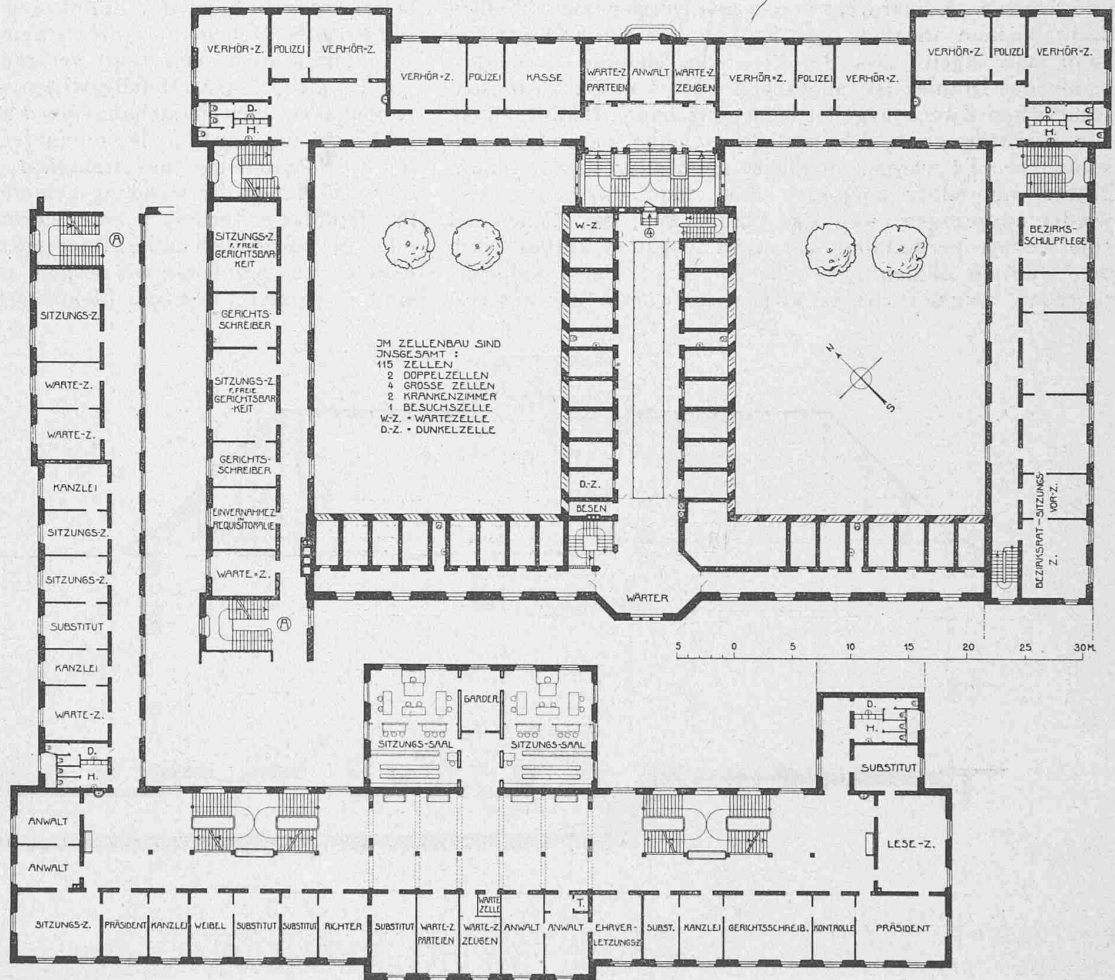 VERHÖR-Z.
POLIZEI
VERHÖR-Z.
VERHÖR-Z.
POLIZEI
KASSE
WARTE-Z.
PARTEIEN
ANWALT
WARTE-Z.
ZEUGEN
VERHÖR-Z.
POLIZEI
VERHÖR-Z.
VERHÖR-Z.
POLIZEI
VERHÖR-Z.
D.
H.
D.
H.
A
SITZUNGS-Z.
WARTE-Z.
WARTE-Z.
KANZLEI
SITZUNGS-Z.
SITZUNGS-Z.
SUBSTITUT
KANZLEI
WARTE-Z.
D.
H.
SITZUNGS-Z.
F. FREIE
GERICHTSBAR-
KEIT
GERICHTS-
SCHREIBER
SITZUNGS-Z.
F. FREIE
GERICHTSBAR
-KEIT
GERICHTS-
SCHREIBER
EINVERNAHMEZ.
IN
REQUISITORALIE
WARTE-Z.
A
JM ZELLENBAU SIND
JNSGESAMT :
115 ZELLEN
2 DOPPELZELLEN
4 GROSSE ZELLEN
2 KRANKENZIMMER
1 BESUCHSZELLE
W.-Z. = WARTEZELLE
D.-Z. = DUNKELZELLE
W.-Z.
D.-Z.
BESEN
WÄRTER
N
S
BEZIRKS-
SCHULPFLEGE
BEZIRKSRAT-SITZUNGS-
VOR-Z.
Z.
5 0 5 10 15 20 25 30 M.
SITZUNGS-SAAL
GARDER.
SITZUNGS-SAAL
D.
H.
SUBSTITUT
ANWALT
ANWALT
LESE-Z.
SITZUNGS-Z.
PRÄSIDENT
KANZLEI
WEIBEL
SUBSTITUT
SUBSTITUT
RICHTER
SUBSTITUT
WARTE-Z.
PARTEIEN
WARTE
ZELLE
WARTE-Z.
ZEUGEN
ANWALT
ANWALT
T.
EHRVER-
LETZUNGSZ.
SUBST.
KANZLEI
GERICHTSSCHREIB.
KONTROLLE
PRÄSIDENT